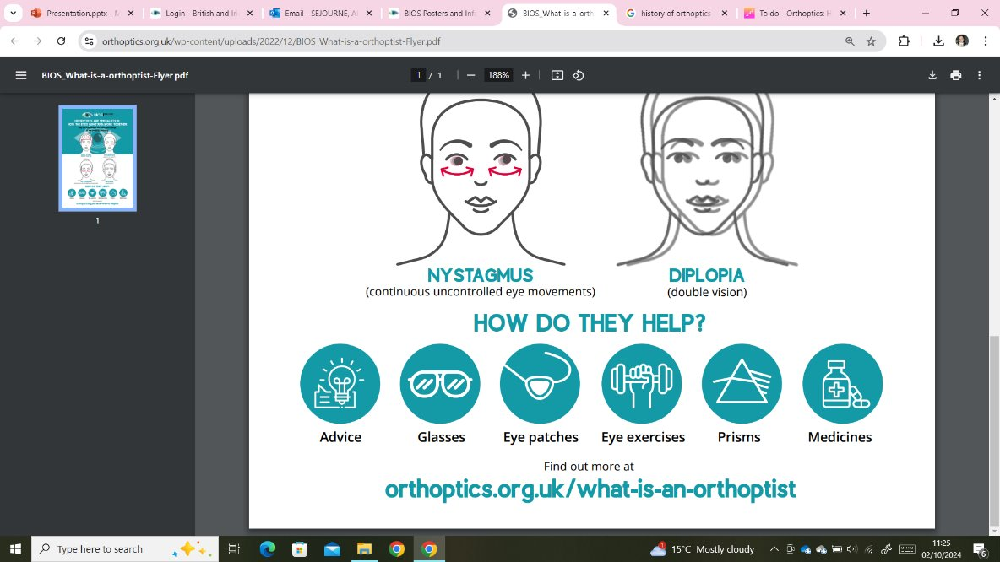 Presentation.pptx - M
Login - British and Iri
Email - SEJOURNE, A
BIOS Posters and Info
BIOS_What-is-a-orth
history of orthoptics
To do - Orthoptics: H
orthoptics.org.uk/wp-content/uploads/2022/12/BIOS_What-is-a-orthoptist-Flyer.pdf
BIOS_What-is-a-orthoptist-Flyer.pdf
1 / 1
188%
1
NYSTAGMUS
(continuous uncontrolled eye movements)
DIPLOPIA
(double vision)
HOW DO THEY HELP?
Advice
Glasses
Eye patches
Eye exercises
Prisms
Medicines
Find out more at
orthoptics.org.uk/what-is-an-orthoptist
Type here to search
15°C Mostly cloudy
11:25
02/10/2024
6